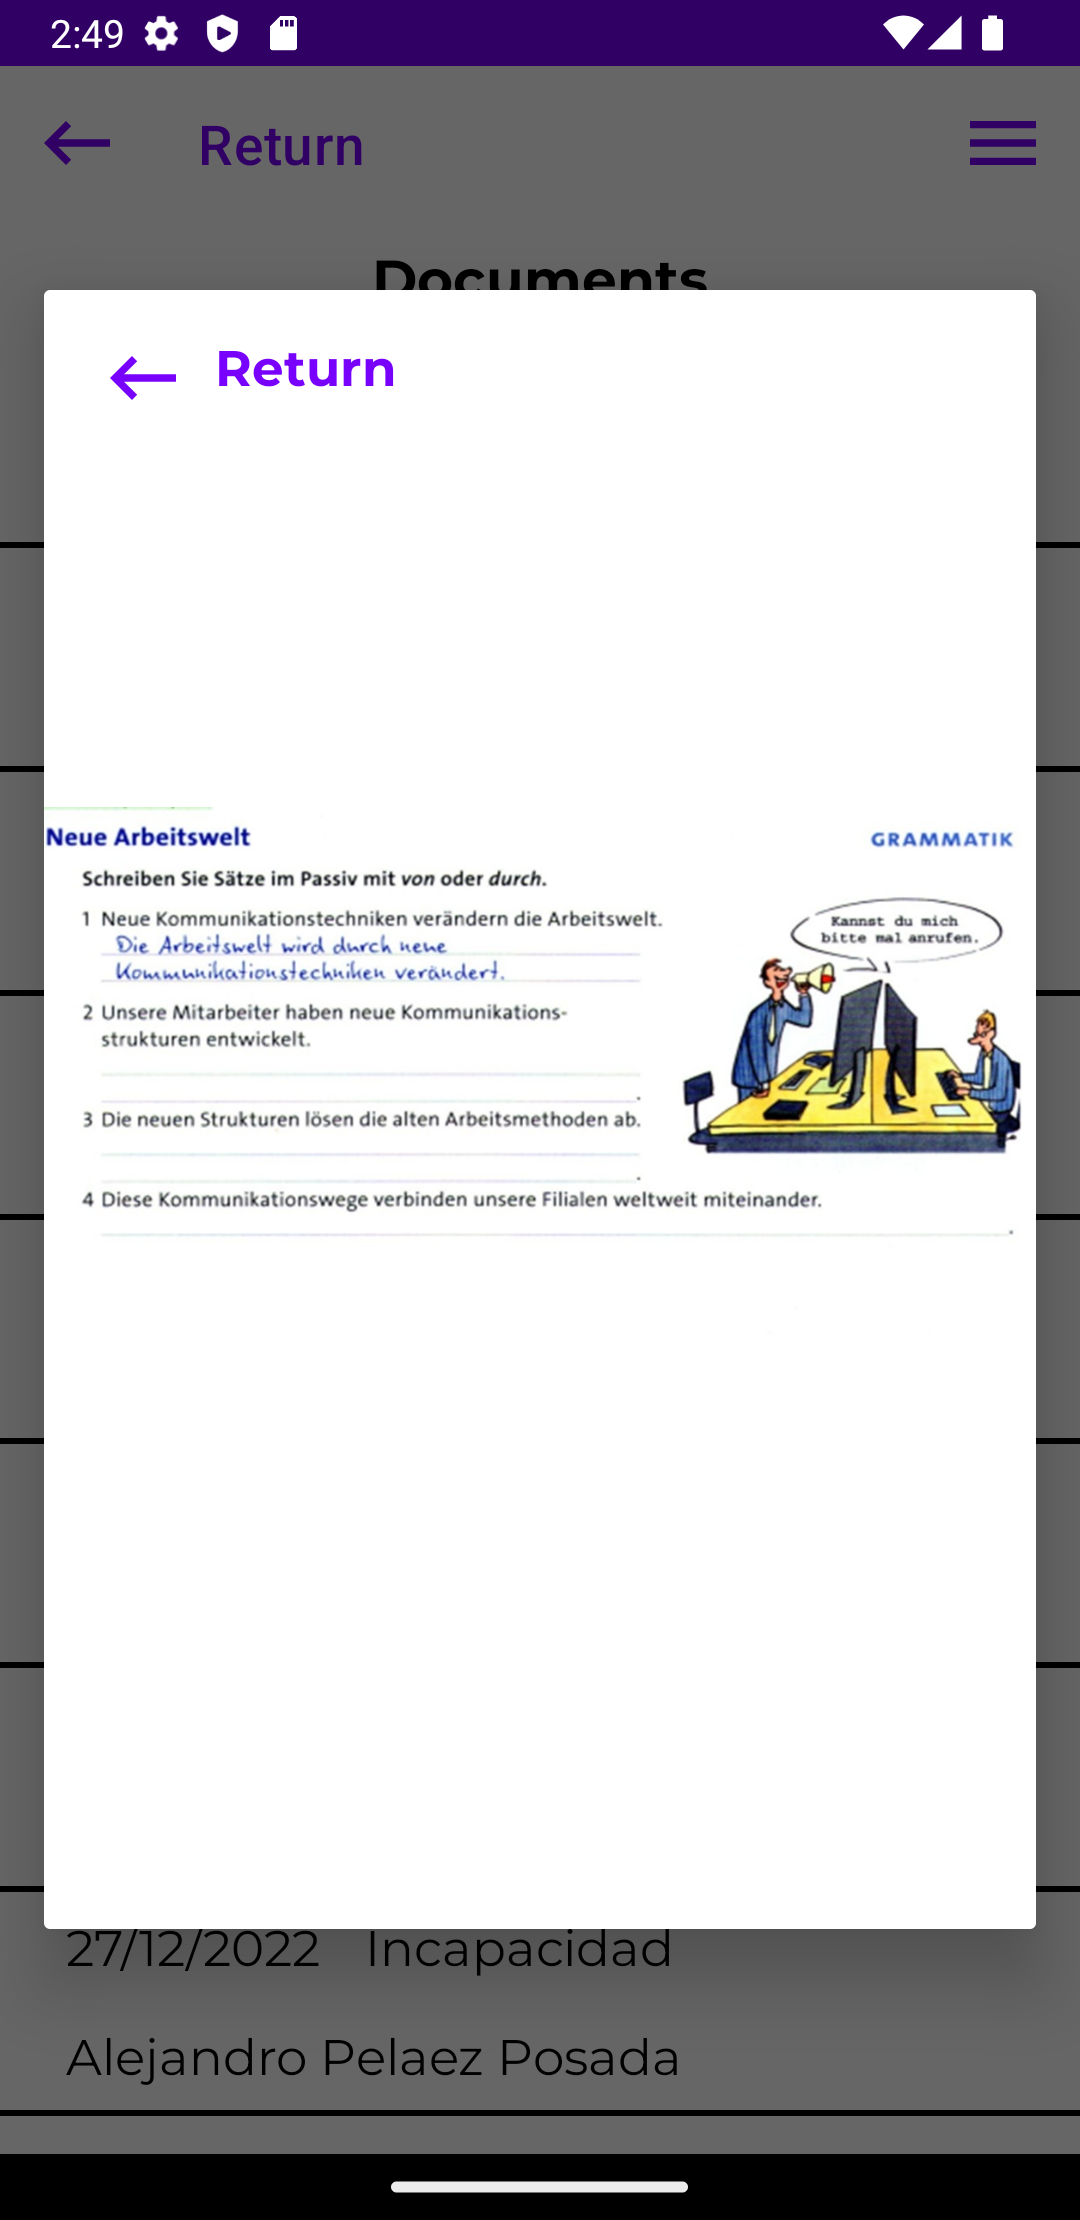 2:49
Return
Documents
Return
Neue Arbeitswelt
GRAMMATIK
Schreiben Sie Sätze im Passiv mit von oder durch.
1 Neue Kommunikationstechniken verändern die Arbeitswelt.
Die Arbeitswelt wird durch neue
Kommunikationstechniken verändert.
Kannst du mich
bitte mal anrufen.
2 Unsere Mitarbeiter haben neue Kommunikations-
strukturen entwickelt.
.
3 Die neuen Strukturen lösen die alten Arbeitsmethoden ab.
.
4 Diese Kommunikationswege verbinden unsere Filialen weltweit miteinander.
.
27/12/2022 Incapacidad
Alejandro Pelaez Posada